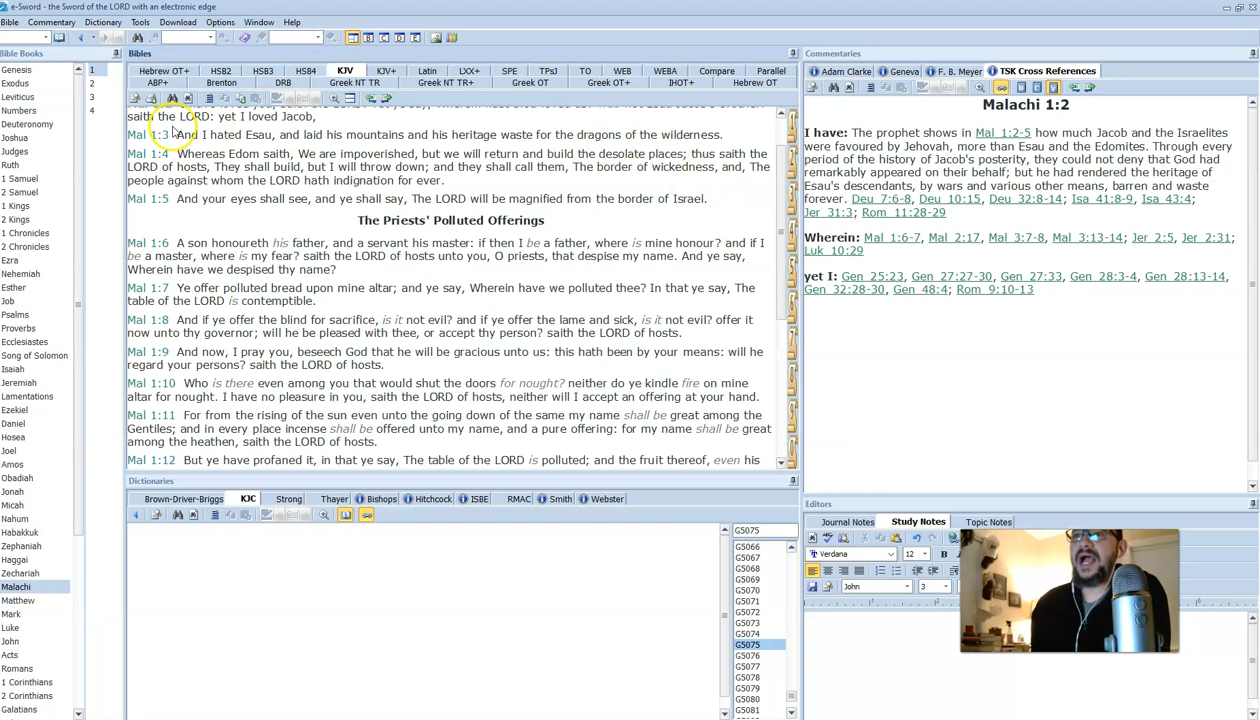 e-Sword - the Sword of the LORD with an electronic edge
Bible Commentary Dictionary Tools Download Options Window Help
Bible Books
Genesis
Exodus
Leviticus
Numbers
Deuteronomy
Joshua
Judges
Ruth
1 Samuel
2 Samuel
1 Kings
2 Kings
1 Chronicles
2 Chronicles
Ezra
Nehemiah
Esther
Job
Psalms
Proverbs
Ecclesiastes
Song of Solomon
Isaiah
Jeremiah
Lamentations
Ezekiel
Daniel
Hosea
Joel
Amos
Obadiah
Jonah
Micah
Nahum
Habakkuk
Zephaniah
Haggai
Zechariah
Malachi
Matthew
Mark
Luke
John
Acts
Romans
1 Corinthians
2 Corinthians
Galatians
1
2
3
4
Bibles
Hebrew OT+ HSB2 HSB3 HSB4 KJV KJV+ Latin LXX+ SPE TPsJ TO WEB WEBA Compare Parallel
ABP+ Brenton DRB Greek NT TR Greek NT TR+ IHOT+ Hebrew OT
saith the LORD: yet I loved Jacob,
Mal 1:3 And I hated Esau, and laid his mountains and his heritage waste for the dragons of the wilderness.
Mal 1:4 Whereas Edom saith, We are impoverished, but we will return and build the desolate places; thus saith the
LORD of hosts, They shall build, but I will throw down; and they shall call them, The border of wickedness, and, The
people against whom the LORD hath indignation for ever.
Mal 1:5 And your eyes shall see, and ye shall say, The LORD will be magnified from the border of Israel.
The Priests' Polluted Offerings
Mal 1:6 A son honoureth his father, and a servant his master: if then I be a father, where is mine honour? and if I
be a master, where is my fear? saith the LORD of hosts unto you, O priests, that despise my name. And ye say,
Wherein have we despised thy name?
Mal 1:7 Ye offer polluted bread upon mine altar; and ye say, Wherein have we polluted thee? In that ye say, The
table of the LORD is contemptible.
Mal 1:8 And if ye offer the blind for sacrifice, is it not evil? and if ye offer the lame and sick, is it not evil? offer it
now unto thy governor; will he be pleased with thee, or accept thy person? saith the LORD of hosts.
Mal 1:9 And now, I pray you, beseech God that he will be gracious unto us: this hath been by your means: will he
regard your persons? saith the LORD of hosts.
Mal 1:10 Who is there even among you that would shut the doors for nought? neither do ye kindle fire on mine
altar for nought. I have no pleasure in you, saith the LORD of hosts, neither will I accept an offering at your hand.
Mal 1:11 For from the rising of the sun even unto the going down of the same my name shall be great among the
Gentiles; and in every place incense shall be offered unto my name, and a pure offering: for my name shall be great
among the heathen, saith the LORD of hosts.
Mal 1:12 But ye have profaned it, in that ye say, The table of the LORD is polluted; and the fruit thereof, even his
Dictionaries
Brown-Driver-Briggs KJC Strong Thayer Bishops Hitchcock ISBE RMAC Smith Webster
G5075
G5066
G5067
G5068
G5069
G5070
G5071
G5072
G5073
G5074
G5075
G5076
G5077
G5078
G5079
G5080
G5081
Commentaries
Adam Clarke Geneva F. B. Meyer TSK Cross References
Malachi 1:2
I have: The prophet shows in Mal 1:2-5 how much Jacob and the Israelites
were favoured by Jehovah, more than Esau and the Edomites. Through every
period of the history of Jacob's posterity, they could not deny that God had
remarkably appeared on their behalf; but he had rendered the heritage of
Esau's descendants, by wars and various other means, barren and waste
forever. Deu 7:6-8, Deu 10:15, Deu 32:8-14; Isa 41:8-9, Isa 43:4;
Jer 31:3; Rom 11:28-29
Wherein: Mal 1:6-7, Mal 2:17, Mal 3:7-8, Mal 3:13-14; Jer 2:5, Jer 2:31;
Luk 10:29
yet I: Gen 25:23, Gen 27:27-30, Gen 27:33, Gen 28:3-4, Gen 28:13-14,
Gen 32:28-30, Gen 48:4; Rom 9:10-13
Editors
Journal Notes Study Notes Topic Notes
Verdana 12 B
John 3